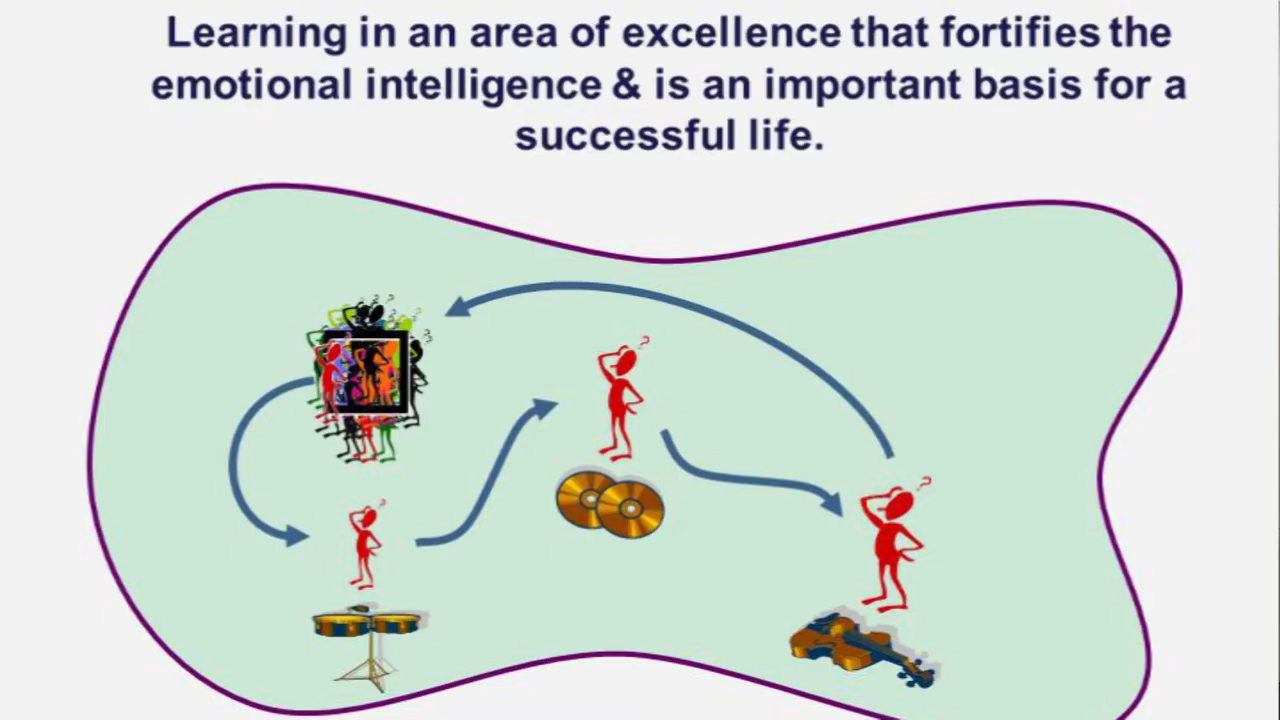 Learning in an area of excellence that fortifies the
emotional intelligence & is an important basis for a
successful life.